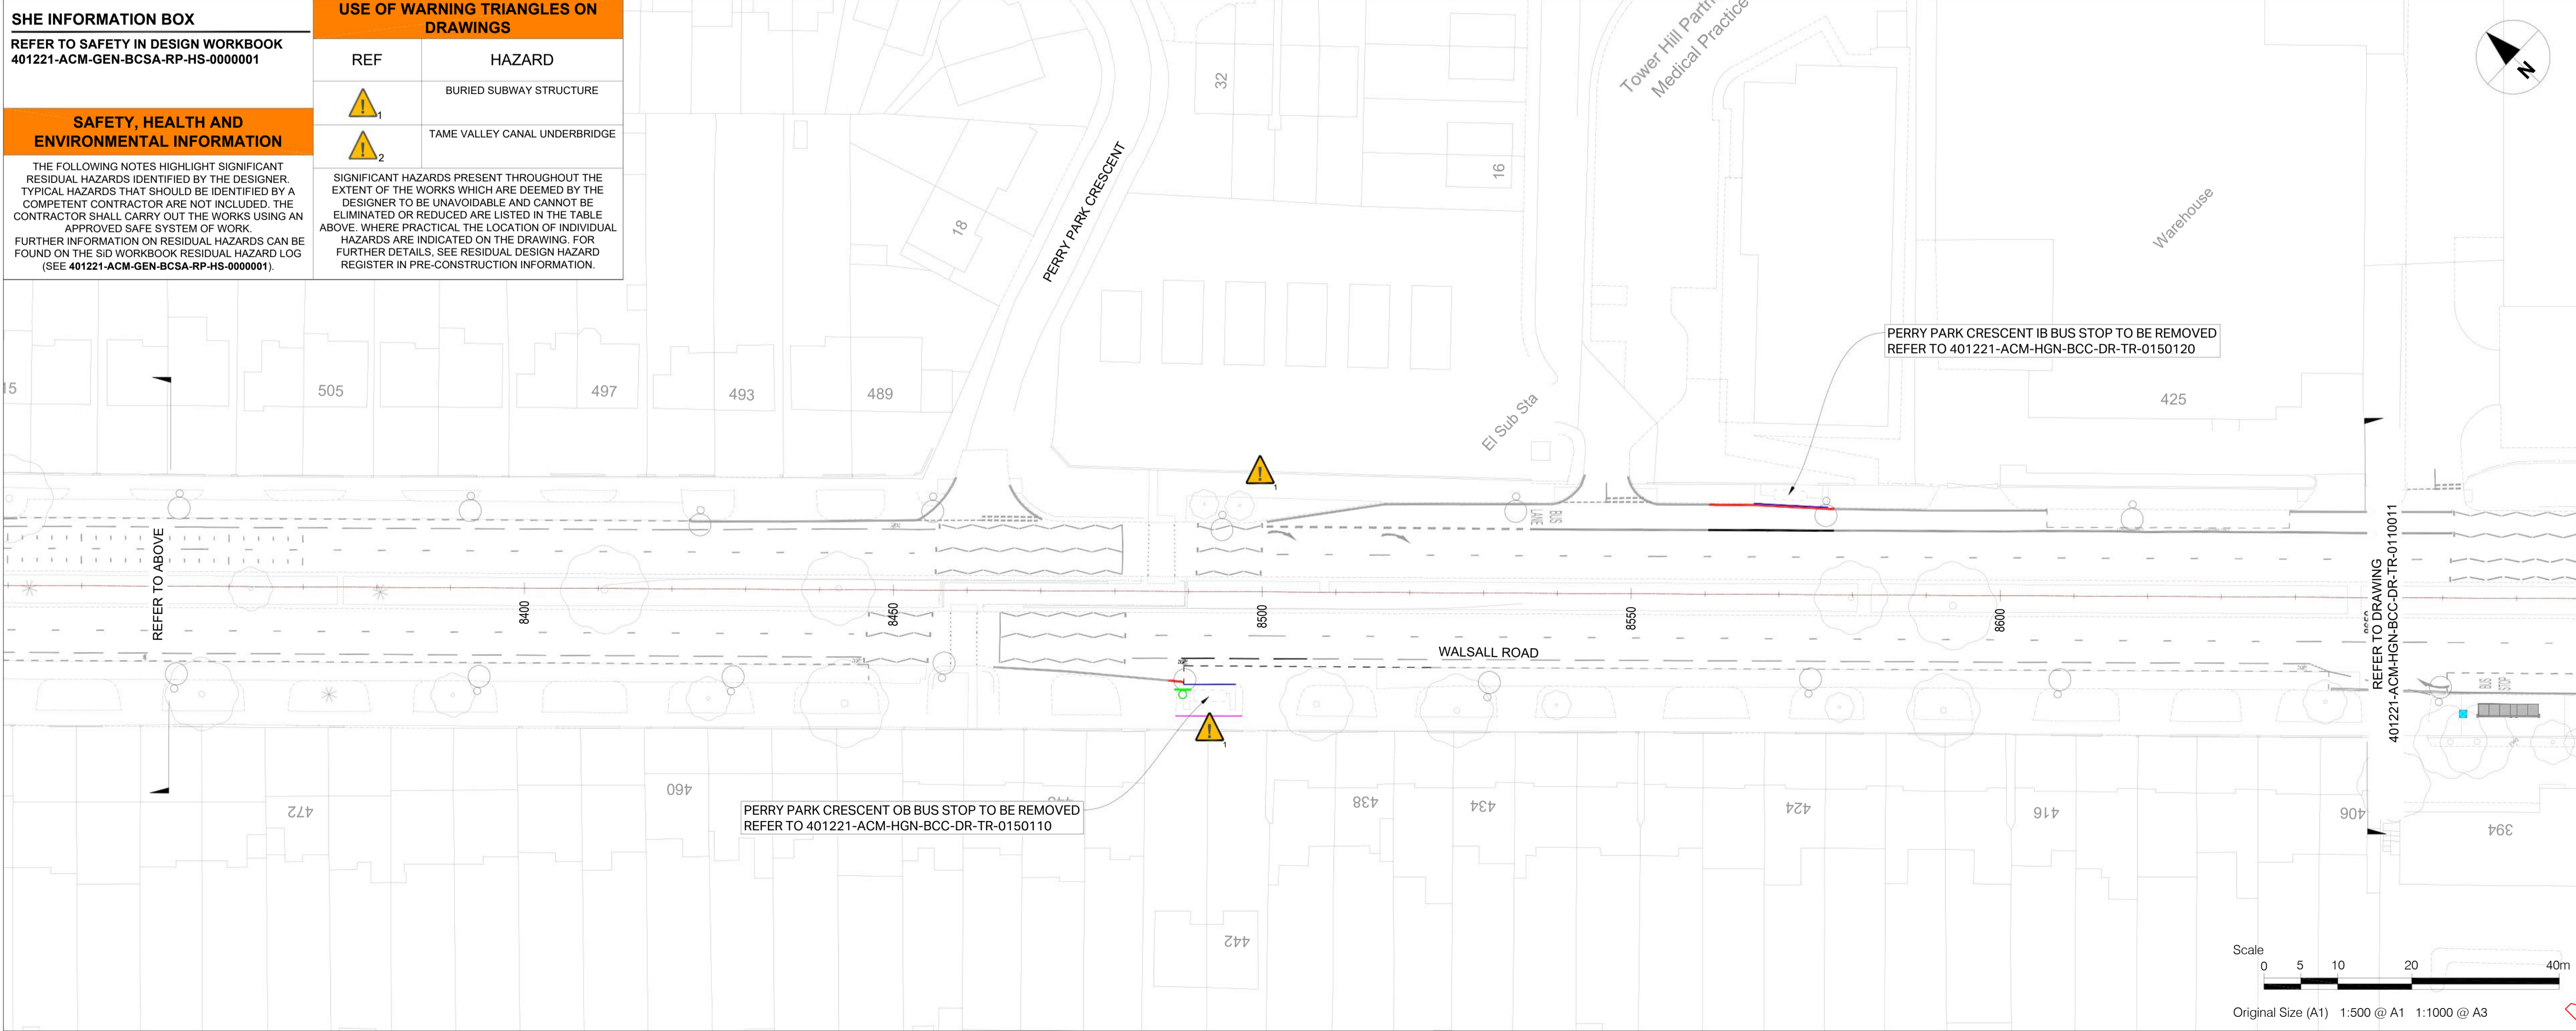 SHE INFORMATION BOX
REFER TO SAFETY IN DESIGN WORKBOOK
401221-ACM-GEN-BCSA-RP-HS-0000001
SAFETY, HEALTH AND
ENVIRONMENTAL INFORMATION
THE FOLLOWING NOTES HIGHLIGHT SIGNIFICANT
RESIDUAL HAZARDS IDENTIFIED BY THE DESIGNER.
TYPICAL HAZARDS THAT SHOULD BE IDENTIFIED BY A
COMPETENT CONTRACTOR ARE NOT INCLUDED. THE
CONTRACTOR SHALL CARRY OUT THE WORKS USING AN
APPROVED SAFE SYSTEM OF WORK.
FURTHER INFORMATION ON RESIDUAL HAZARDS CAN BE
FOUND ON THE SiD WORKBOOK RESIDUAL HAZARD LOG
(SEE 401221-ACM-GEN-BCSA-RP-HS-0000001).
USE OF WARNING TRIANGLES ON
DRAWINGS
REF HAZARD
! 1 BURIED SUBWAY STRUCTURE
! 2 TAME VALLEY CANAL UNDERBRIDGE
SIGNIFICANT HAZARDS PRESENT THROUGHOUT THE
EXTENT OF THE WORKS WHICH ARE DEEMED BY THE
DESIGNER TO BE UNAVOIDABLE AND CANNOT BE
ELIMINATED OR REDUCED ARE LISTED IN THE TABLE
ABOVE. WHERE PRACTICAL THE LOCATION OF INDIVIDUAL
HAZARDS ARE INDICATED ON THE DRAWING. FOR
FURTHER DETAILS, SEE RESIDUAL DESIGN HAZARD
REGISTER IN PRE-CONSTRUCTION INFORMATION.
Tower Hill
Medical Practice
N
32
16
18
PERRY PARK CRESCENT
Warehouse
PERRY PARK CRESCENT IB BUS STOP TO BE REMOVED
REFER TO 401221-ACM-HGN-BCC-DR-TR-0150120
15
505
497
493
489
425
El Sub Sta
! 1
BUS
LANE
REFER TO ABOVE
8400
8450
8500
8550
8600
REFER TO DRAWING
401221-ACM-HGN-BCC-DR-TR-0110011
WALSALL ROAD
BUS
STOP
! 1
472
460
438
434
424
416
406
394
PERRY PARK CRESCENT OB BUS STOP TO BE REMOVED
REFER TO 401221-ACM-HGN-BCC-DR-TR-0150110
442
Scale
0 5 10 20 40m
Original Size (A1) 1:500 @ A1 1:1000 @ A3